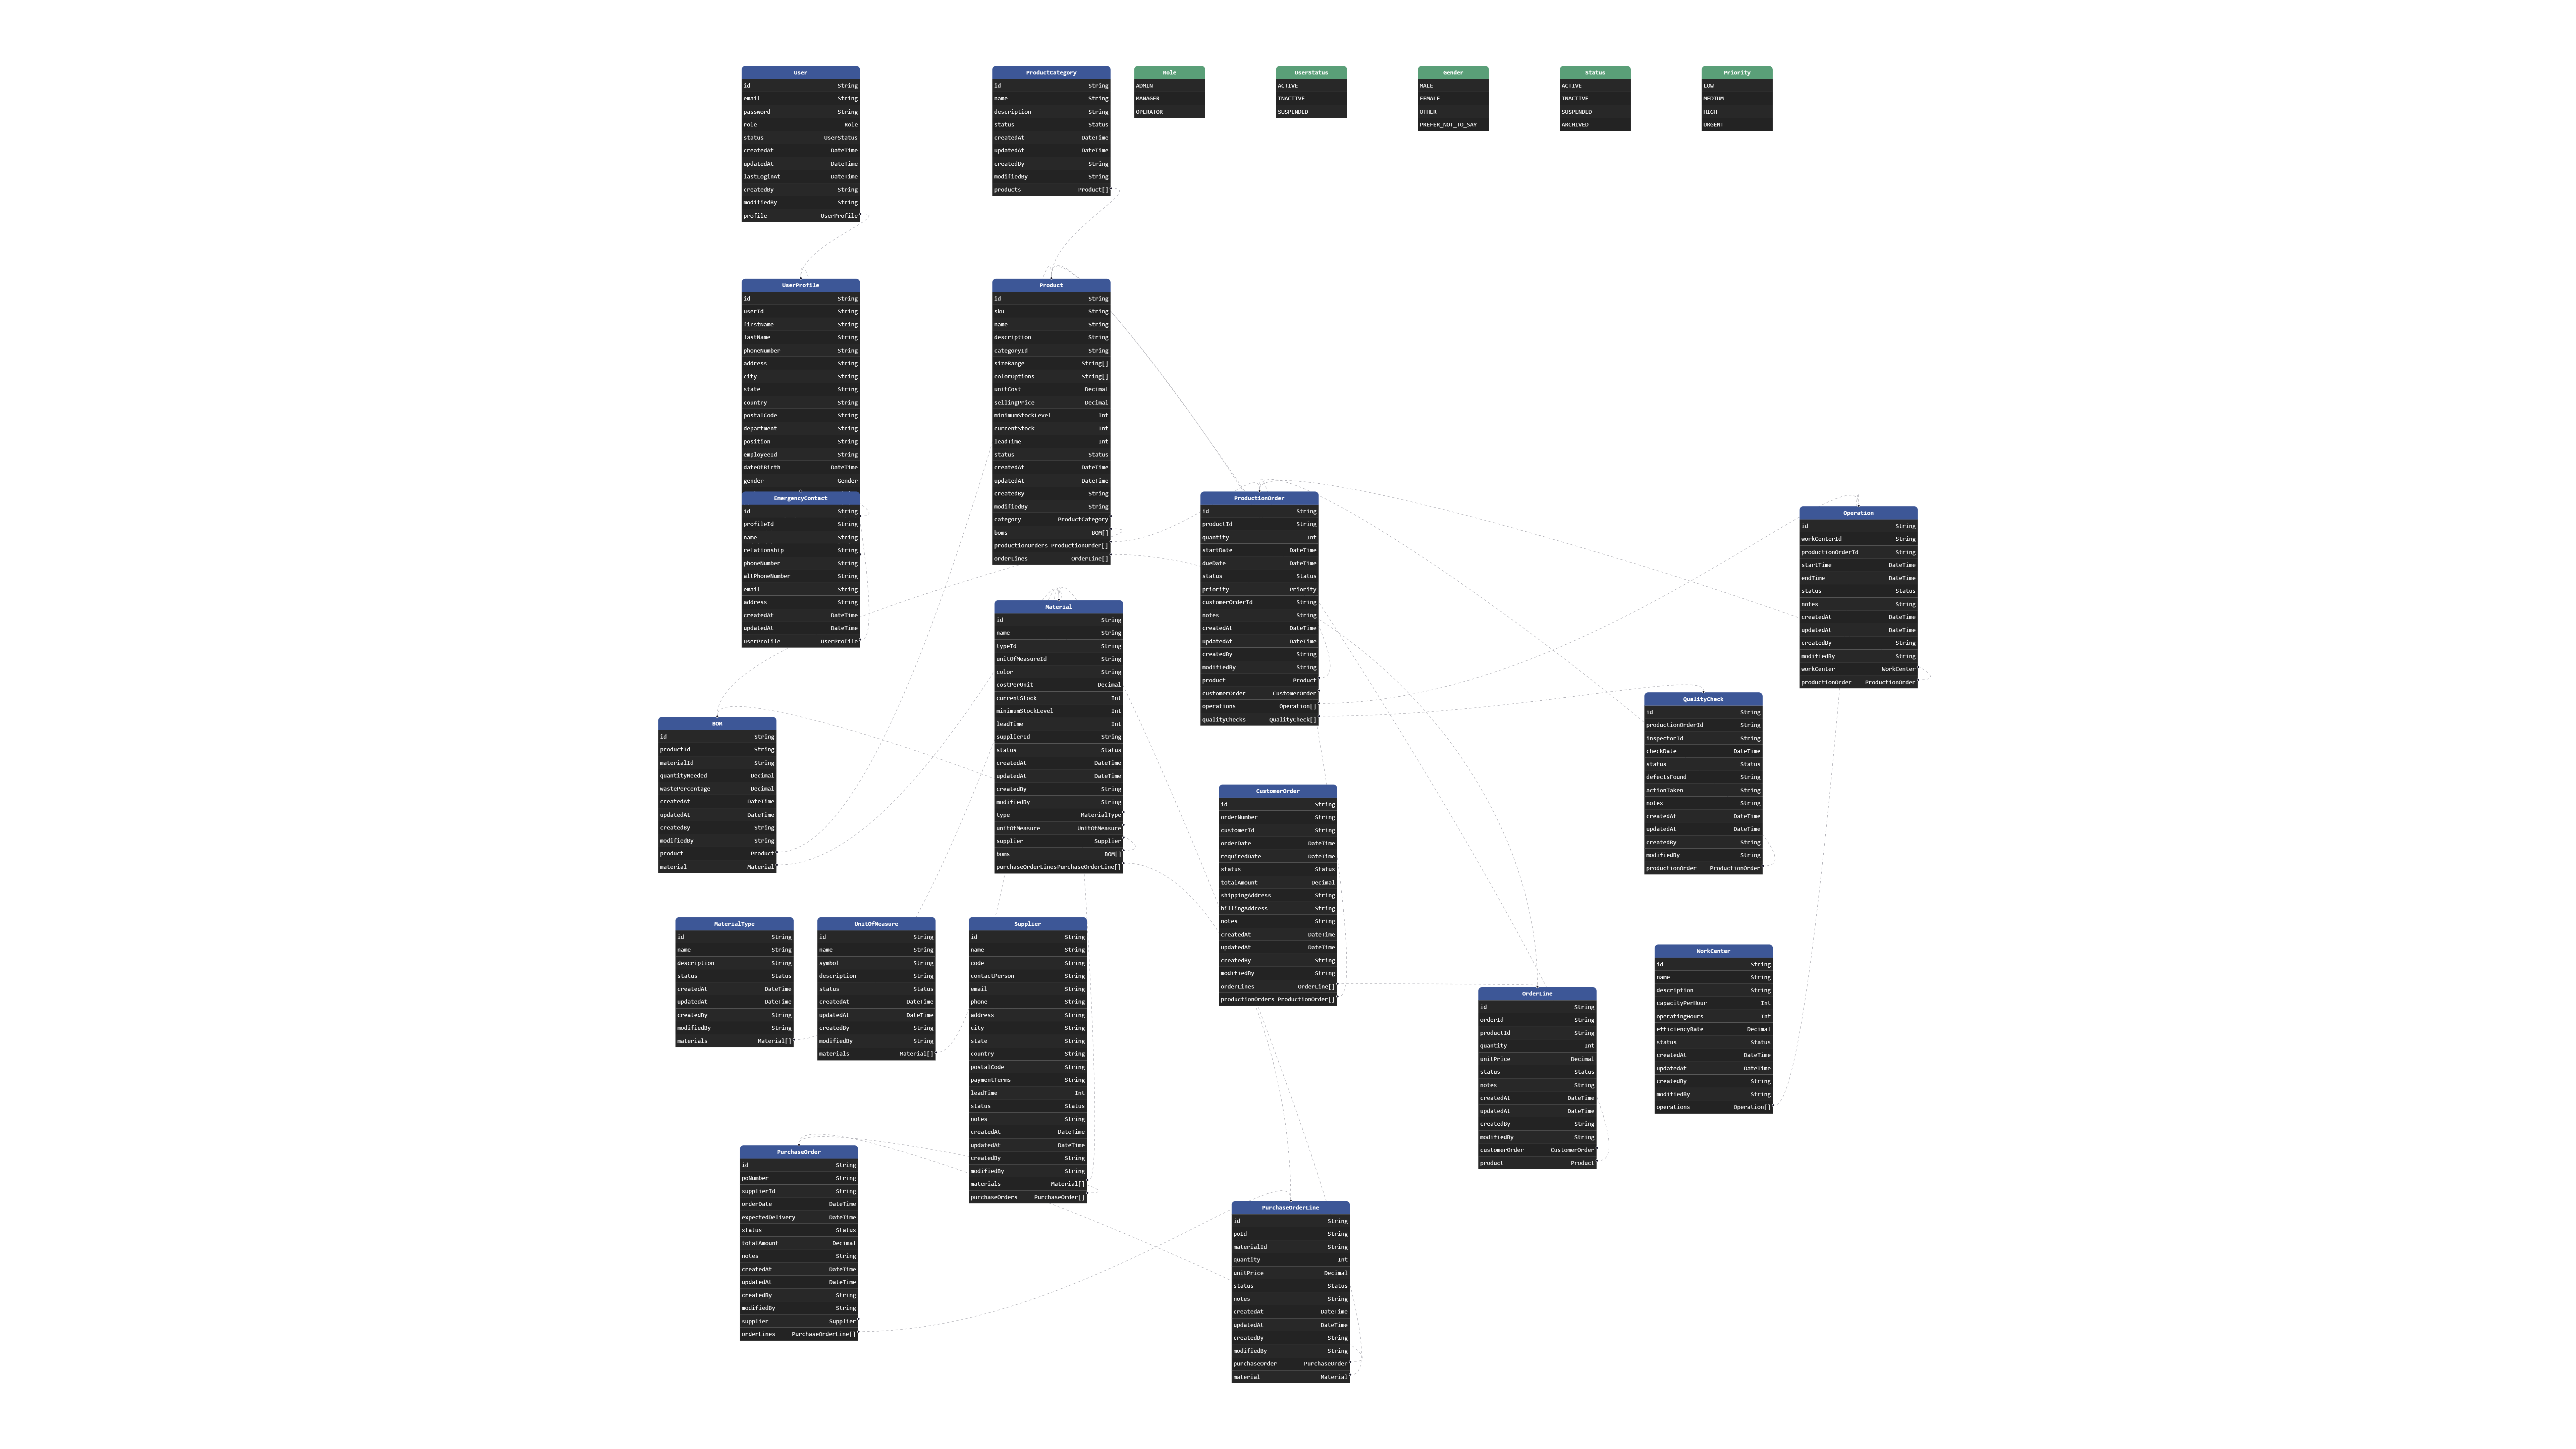 User
id String
email String
password String
role Role
status UserStatus
createdAt DateTime
updatedAt DateTime
lastLoginAt DateTime
createdBy String
modifiedBy String
profile UserProfile
ProductCategory
id String
name String
description String
status Status
createdAt DateTime
updatedAt DateTime
createdBy String
modifiedBy String
products Product[]
Role
ADMIN
MANAGER
OPERATOR
UserStatus
ACTIVE
INACTIVE
SUSPENDED
Gender
MALE
FEMALE
OTHER
PREFER_NOT_TO_SAY
Status
ACTIVE
INACTIVE
SUSPENDED
ARCHIVED
Priority
LOW
MEDIUM
HIGH
URGENT
UserProfile
id String
userId String
firstName String
lastName String
phoneNumber String
address String
city String
state String
country String
postalCode String
department String
position String
employeeId String
dateOfBirth DateTime
gender Gender
EmergencyContact
id String
profileId String
name String
relationship String
phoneNumber String
altPhoneNumber String
email String
address String
createdAt DateTime
updatedAt DateTime
userProfile UserProfile
Product
id String
sku String
name String
description String
categoryId String
sizeRange String[]
colorOptions String[]
unitCost Decimal
sellingPrice Decimal
minimumStockLevel Int
currentStock Int
leadTime Int
status Status
createdAt DateTime
updatedAt DateTime
createdBy String
modifiedBy String
category ProductCategory
boms BOM[]
productionOrders ProductionOrder[]
orderLines OrderLine[]
ProductionOrder
id String
productId String
quantity Int
startDate DateTime
dueDate DateTime
status Status
priority Priority
customerOrderId String
notes String
createdAt DateTime
updatedAt DateTime
createdBy String
modifiedBy String
product Product
customerOrder CustomerOrder
operations Operation[]
qualityChecks QualityCheck[]
Operation
id String
workCenterId String
productionOrderId String
startTime DateTime
endTime DateTime
status Status
notes String
createdAt DateTime
updatedAt DateTime
createdBy String
modifiedBy String
workCenter WorkCenter
productionOrder ProductionOrder
Material
id String
name String
typeId String
unitOfMeasureId String
color String
costPerUnit Decimal
currentStock Int
minimumStockLevel Int
leadTime Int
supplierId String
status Status
createdAt DateTime
updatedAt DateTime
createdBy String
modifiedBy String
type MaterialType
unitOfMeasure UnitOfMeasure
supplier Supplier
boms BOM[]
purchaseOrderLinesPurchaseOrderLine[]
BOM
id String
productId String
materialId String
quantityNeeded Decimal
wastePercentage Decimal
createdAt DateTime
updatedAt DateTime
createdBy String
modifiedBy String
product Product
material Material
QualityCheck
id String
productionOrderId String
inspectorId String
checkDate DateTime
status Status
defectsFound String
actionTaken String
notes String
createdAt DateTime
updatedAt DateTime
createdBy String
modifiedBy String
productionOrder ProductionOrder
CustomerOrder
id String
orderNumber String
customerId String
orderDate DateTime
requiredDate DateTime
status Status
totalAmount Decimal
shippingAddress String
billingAddress String
notes String
createdAt DateTime
updatedAt DateTime
createdBy String
modifiedBy String
orderLines OrderLine[]
productionOrders ProductionOrder[]
MaterialType
id String
name String
description String
status Status
createdAt DateTime
updatedAt DateTime
createdBy String
modifiedBy String
materials Material[]
UnitOfMeasure
id String
name String
symbol String
description String
status Status
createdAt DateTime
updatedAt DateTime
createdBy String
modifiedBy String
materials Material[]
Supplier
id String
name String
code String
contactPerson String
email String
phone String
address String
city String
state String
country String
postalCode String
paymentTerms String
leadTime Int
status Status
notes String
createdAt DateTime
updatedAt DateTime
createdBy String
modifiedBy String
materials Material[]
purchaseOrders PurchaseOrder[]
WorkCenter
id String
name String
description String
capacityPerHour Int
operatingHours Int
efficiencyRate Decimal
status Status
createdAt DateTime
updatedAt DateTime
createdBy String
modifiedBy String
operations Operation[]
OrderLine
id String
orderId String
productId String
quantity Int
unitPrice Decimal
status Status
notes String
createdAt DateTime
updatedAt DateTime
createdBy String
modifiedBy String
customerOrder CustomerOrder
product Product
PurchaseOrder
id String
poNumber String
supplierId String
orderDate DateTime
expectedDelivery DateTime
status Status
totalAmount Decimal
notes String
createdAt DateTime
updatedAt DateTime
createdBy String
modifiedBy String
supplier Supplier
orderLines PurchaseOrderLine[]
PurchaseOrderLine
id String
poId String
materialId String
quantity Int
unitPrice Decimal
status Status
notes String
createdAt DateTime
updatedAt DateTime
createdBy String
modifiedBy String
purchaseOrder PurchaseOrder
material Material